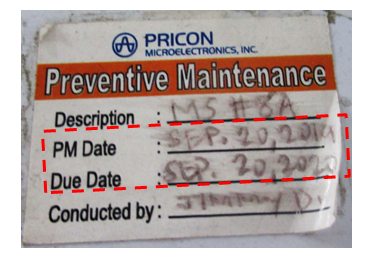 PRICON
MICROELECTRONICS, INC.
Preventive Maintenance
Description : MS # 8A
PM Date : SEP. 20, 2019
Due Date : SEP. 20, 2020
Conducted by :